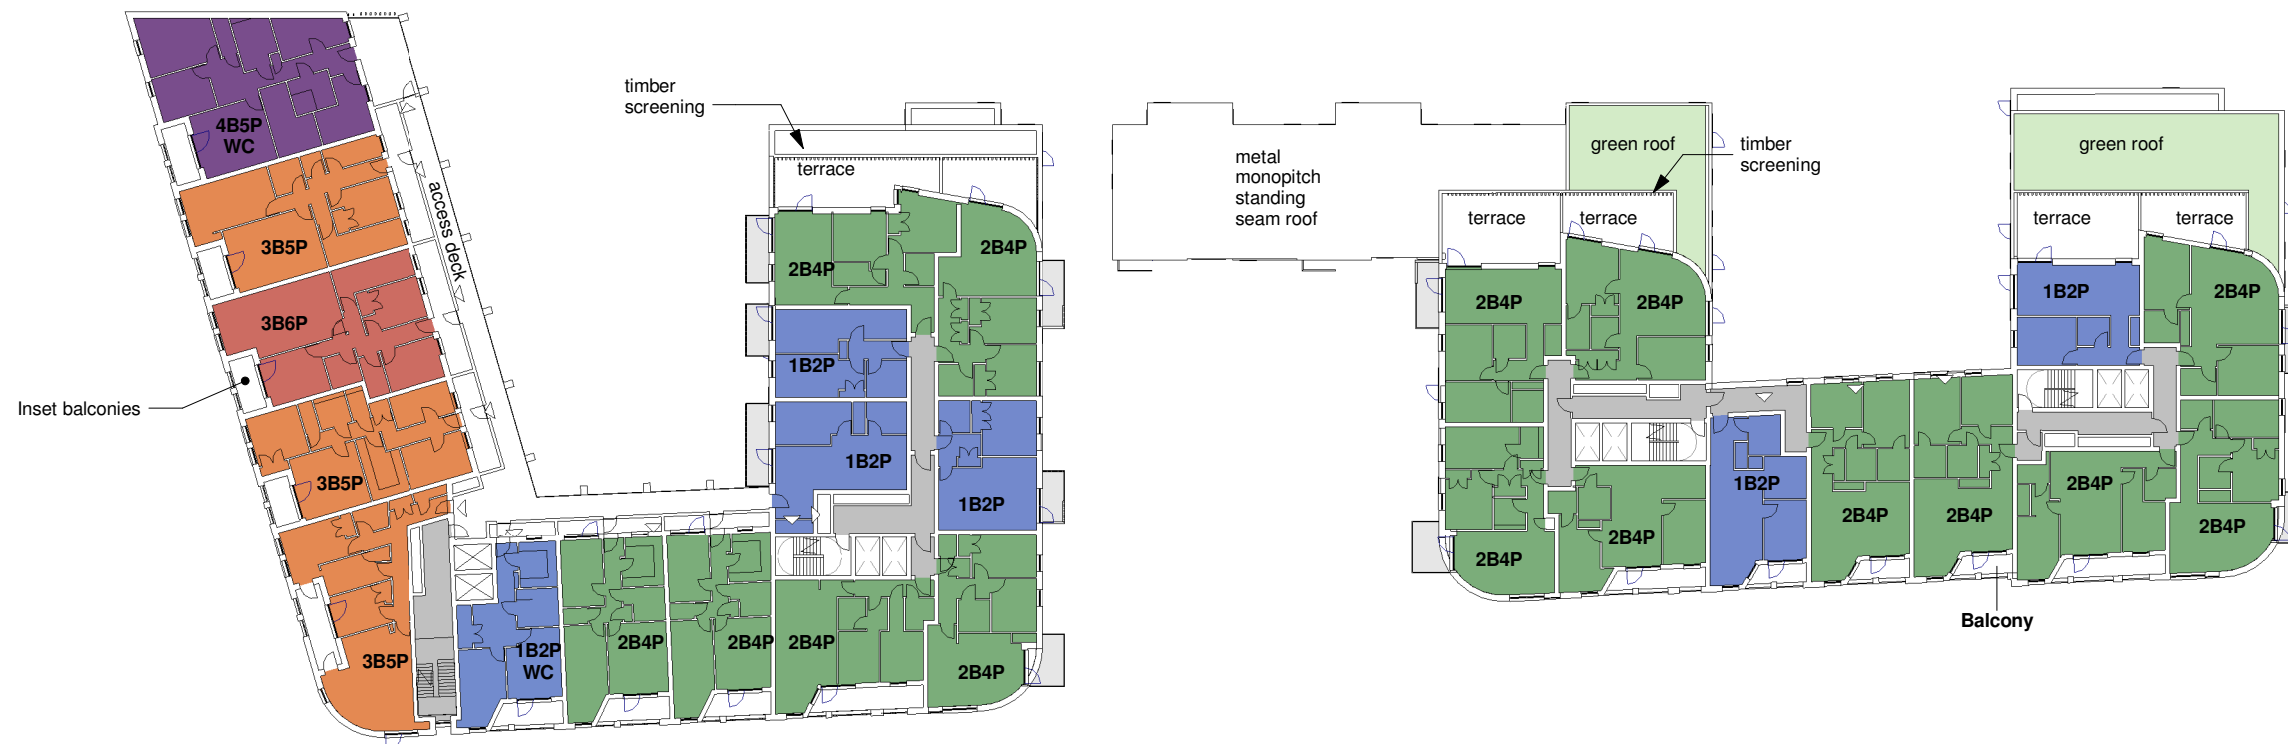 4B5P
WC
3B5P
3B6P
3B5P
3B5P
Inset balconies
access deck
timber
screening
terrace
2B4P
2B4P
1B2P
1B2P
1B2P
1B2P
WC
2B4P
2B4P
2B4P
2B4P
metal
monopitch
standing
seam roof
green roof
timber
screening
terrace
terrace
2B4P
2B4P
2B4P
2B4P
1B2P
2B4P
2B4P
Balcony
green roof
terrace
terrace
1B2P
2B4P
2B4P
2B4P